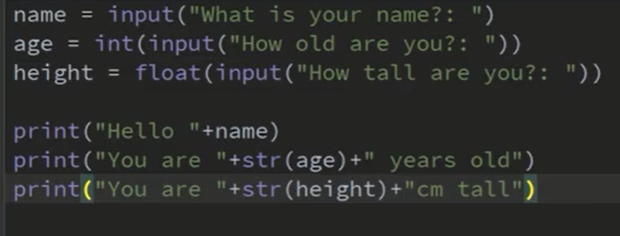 name = input("What is your name?: ")
age = int(input("How old are you?: "))
height = float(input("How tall are you?: "))
print("Hello "+name)
print("You are "+str(age)+" years old")
print("You are "+str(height)+"cm tall")